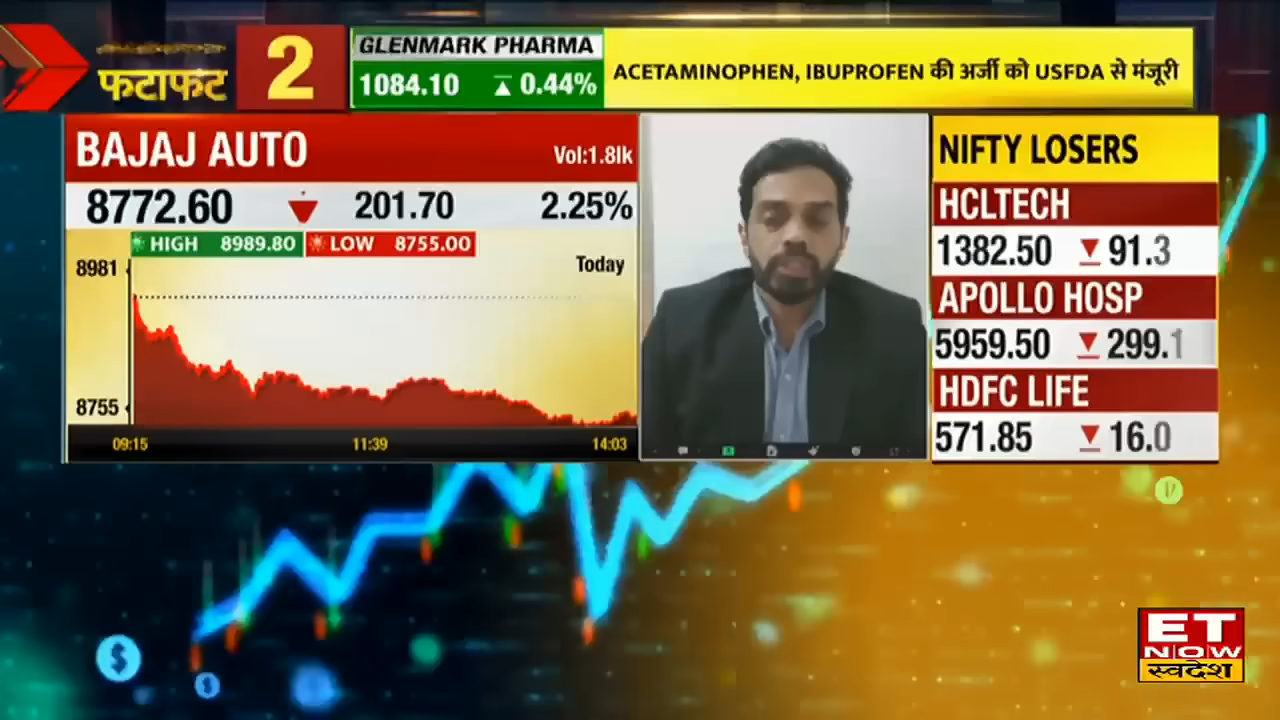 फटाफट
2
GLENMARK PHARMA
1084.10 0.44%
ACETAMINOPHEN, IBUPROFEN की अर्जी को USFDA से मंजूरी
BAJAJ AUTO
Vol:1.8lk
8772.60 201.70 2.25%
HIGH 8989.80 LOW 8755.00
8981
Today
8755
09:15 11:39 14:03
NIFTY LOSERS
HCLTECH
1382.50 91.3
APOLLO HOSP
5959.50 299.1
HDFC LIFE
571.85 16.0
$
$
ET
NOW
स्वदेश